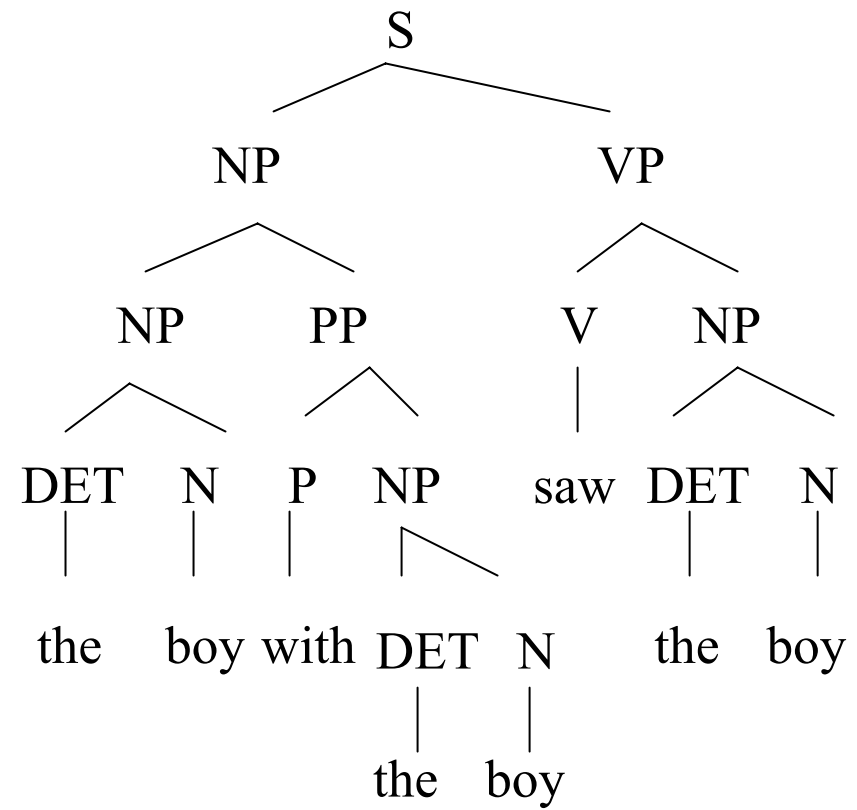 S
NP VP
NP PP V NP
DET N P NP saw DET N
the boy with DET N the boy
the boy